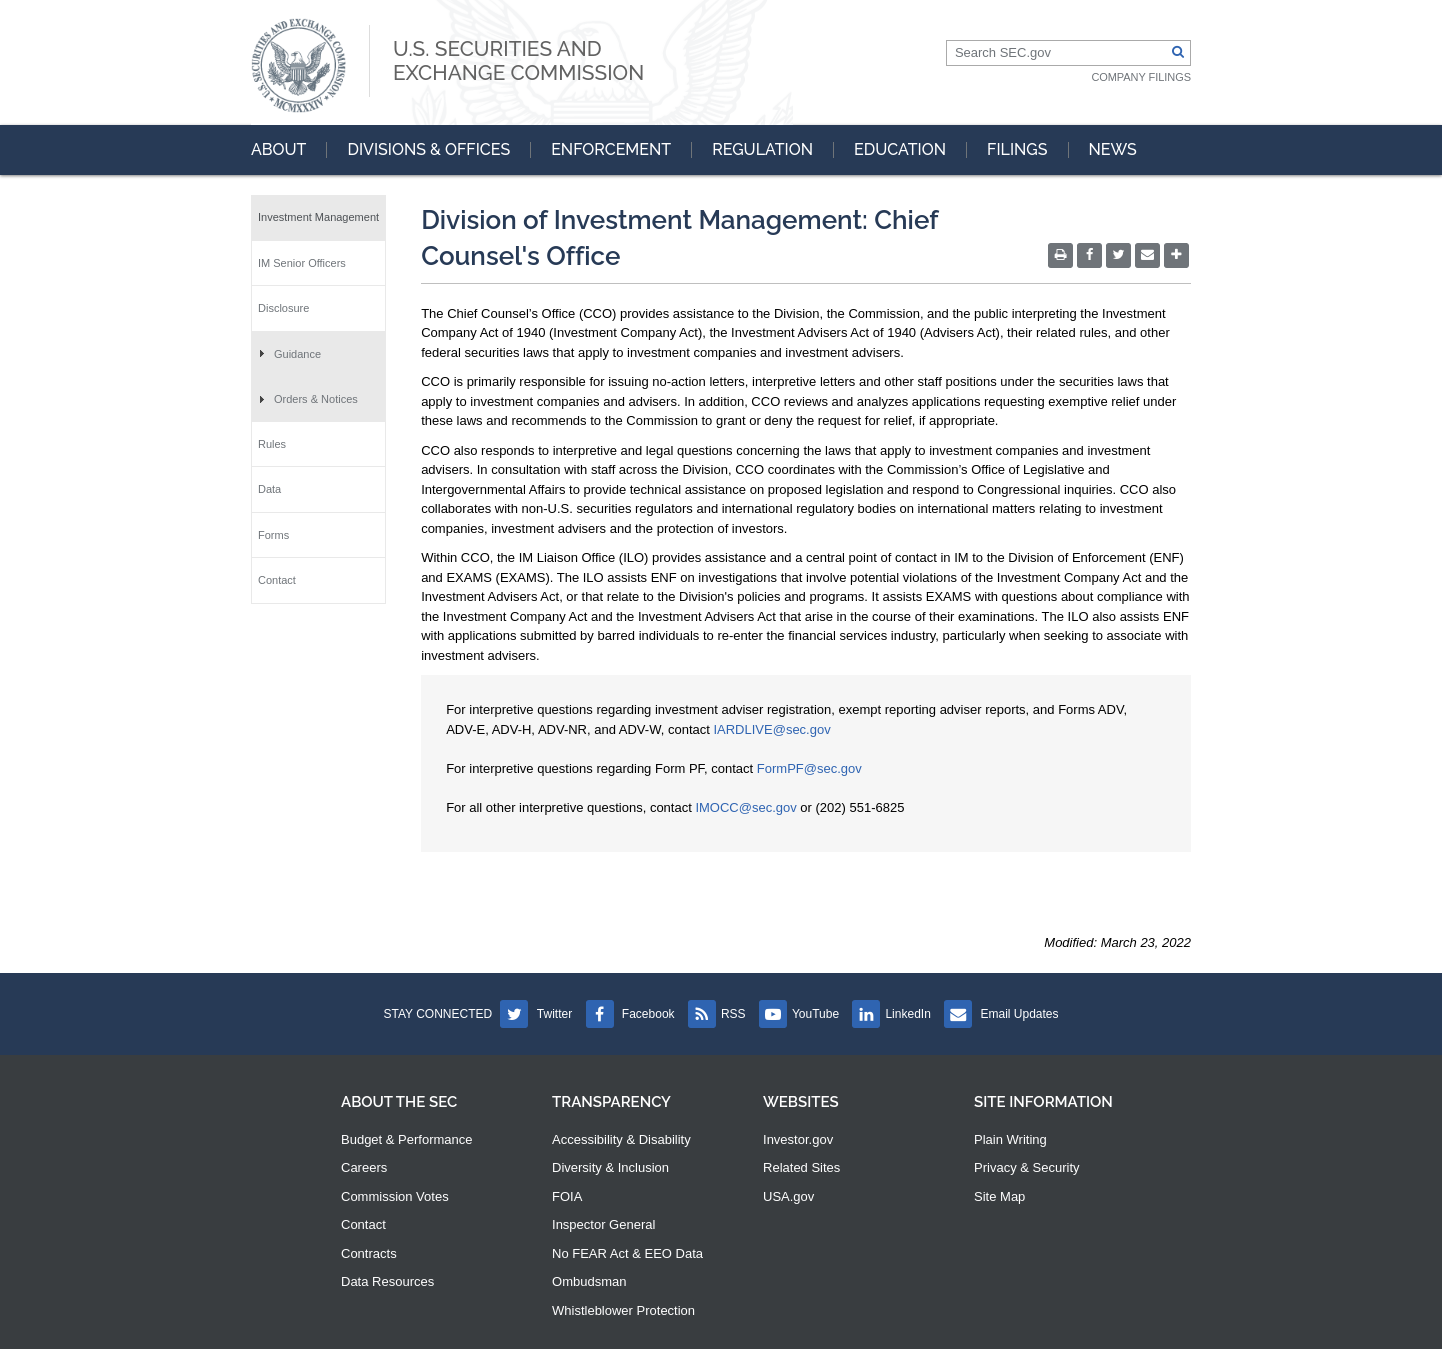 SECURITIES AND EXCHANGE COMMISSION
U.S.
MCMXXXIV
U.S. SECURITIES AND
EXCHANGE COMMISSION
Search SEC.gov
COMPANY FILINGS
ABOUT
DIVISIONS & OFFICES
ENFORCEMENT
REGULATION
EDUCATION
FILINGS
NEWS
Investment Management
IM Senior Officers
Disclosure
Guidance
Orders & Notices
Rules
Data
Forms
Contact
Division of Investment Management: Chief
Counsel's Office
The Chief Counsel’s Office (CCO) provides assistance to the Division, the Commission, and the public interpreting the Investment
Company Act of 1940 (Investment Company Act), the Investment Advisers Act of 1940 (Advisers Act), their related rules, and other
federal securities laws that apply to investment companies and investment advisers.
CCO is primarily responsible for issuing no-action letters, interpretive letters and other staff positions under the securities laws that
apply to investment companies and advisers. In addition, CCO reviews and analyzes applications requesting exemptive relief under
these laws and recommends to the Commission to grant or deny the request for relief, if appropriate.
CCO also responds to interpretive and legal questions concerning the laws that apply to investment companies and investment
advisers. In consultation with staff across the Division, CCO coordinates with the Commission’s Office of Legislative and
Intergovernmental Affairs to provide technical assistance on proposed legislation and respond to Congressional inquiries. CCO also
collaborates with non-U.S. securities regulators and international regulatory bodies on international matters relating to investment
companies, investment advisers and the protection of investors.
Within CCO, the IM Liaison Office (ILO) provides assistance and a central point of contact in IM to the Division of Enforcement (ENF)
and EXAMS (EXAMS). The ILO assists ENF on investigations that involve potential violations of the Investment Company Act and the
Investment Advisers Act, or that relate to the Division's policies and programs. It assists EXAMS with questions about compliance with
the Investment Company Act and the Investment Advisers Act that arise in the course of their examinations. The ILO also assists ENF
with applications submitted by barred individuals to re-enter the financial services industry, particularly when seeking to associate with
investment advisers.
For interpretive questions regarding investment adviser registration, exempt reporting adviser reports, and Forms ADV,
ADV-E, ADV-H, ADV-NR, and ADV-W, contact IARDLIVE@sec.gov
For interpretive questions regarding Form PF, contact FormPF@sec.gov
For all other interpretive questions, contact IMOCC@sec.gov or (202) 551-6825
Modified: March 23, 2022
STAY CONNECTED
Twitter
Facebook
RSS
YouTube
LinkedIn
Email Updates
ABOUT THE SEC
Budget & Performance
Careers
Commission Votes
Contact
Contracts
Data Resources
TRANSPARENCY
Accessibility & Disability
Diversity & Inclusion
FOIA
Inspector General
No FEAR Act & EEO Data
Ombudsman
Whistleblower Protection
WEBSITES
Investor.gov
Related Sites
USA.gov
SITE INFORMATION
Plain Writing
Privacy & Security
Site Map